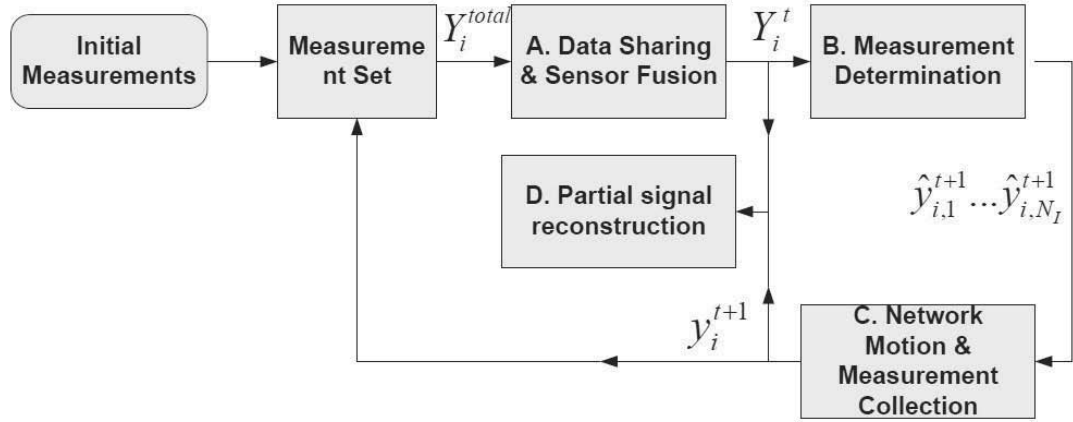 Initial
Measurements
Measureme
nt Set
Y_i^{total}
A. Data Sharing
& Sensor Fusion
Y_i^t
B. Measurement
Determination
D. Partial signal
reconstruction
ŷ_{i,1}^{t+1}...ŷ_{i,N_I}^{t+1}
y_i^{t+1}
C. Network
Motion &
Measurement
Collection